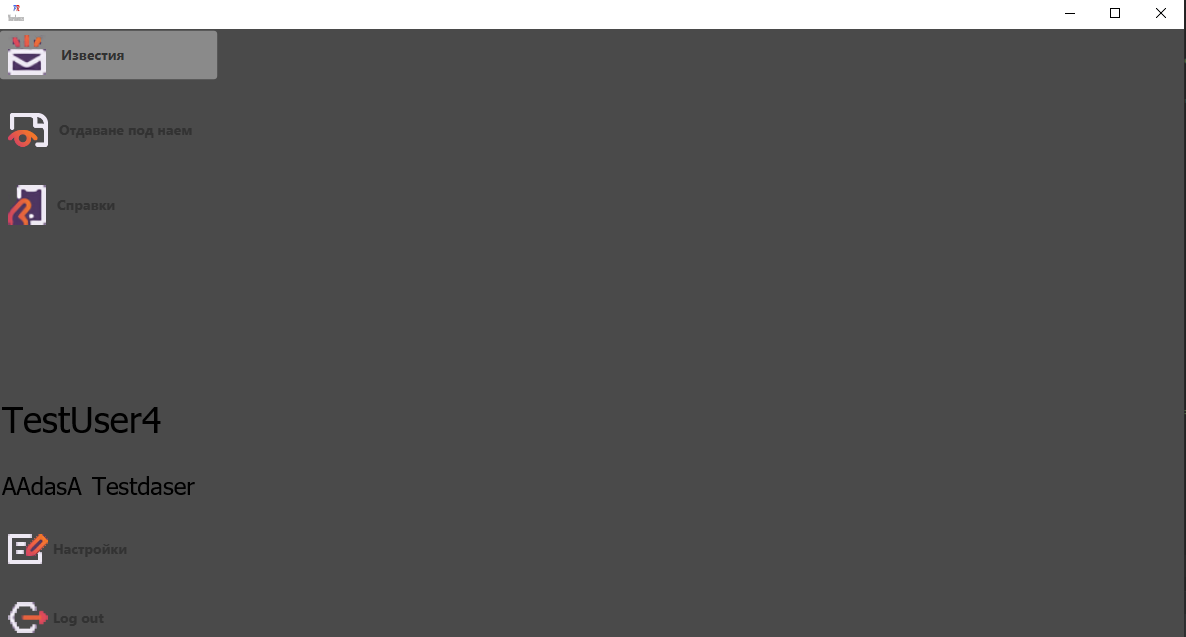 Известия
Отдаване под наем
Справки
TestUser4
AAdasA Testdaser
Настройки
Log out